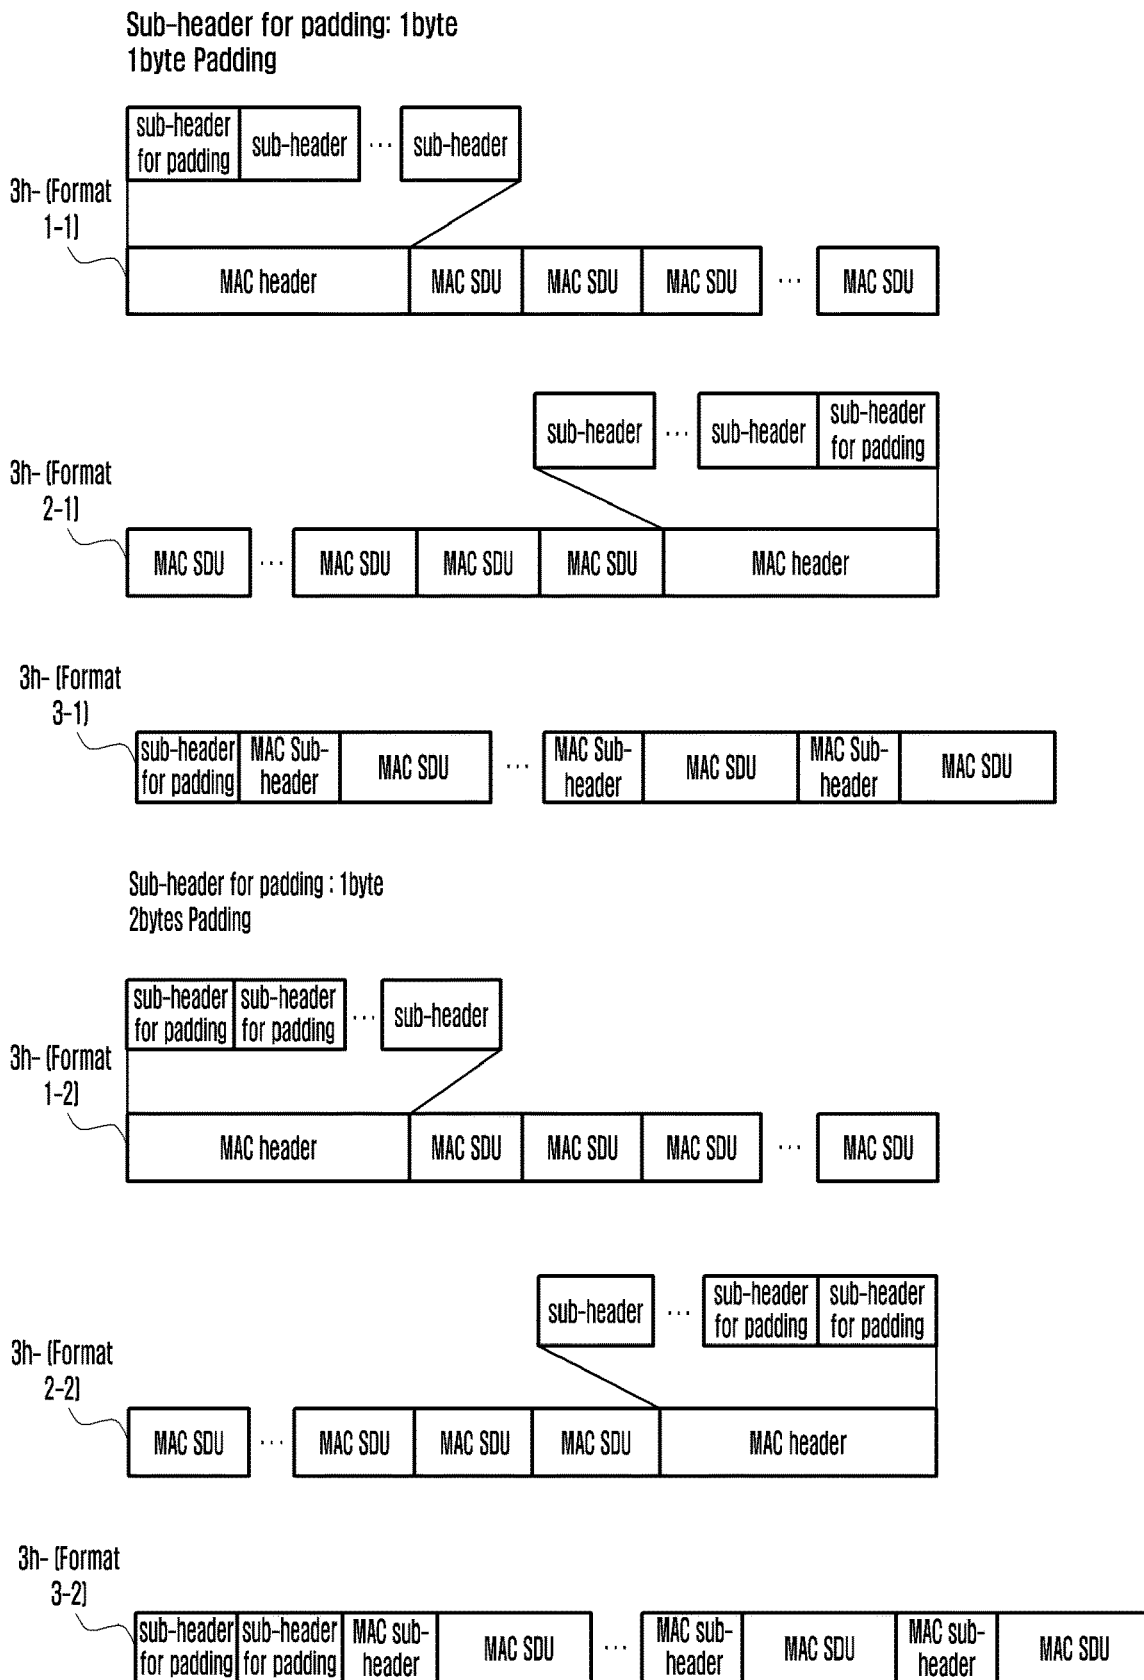 Sub-header for padding: 1byte
1byte Padding
sub-header for padding sub-header ... sub-header
3h- (Format 1-1)
MAC header MAC SDU MAC SDU MAC SDU ... MAC SDU
sub-header ... sub-header sub-header for padding
3h- (Format 2-1)
MAC SDU ... MAC SDU MAC SDU MAC SDU MAC header
3h- (Format 3-1)
sub-header for padding MAC Sub-header MAC SDU ... MAC Sub-header MAC SDU MAC Sub-header MAC SDU
Sub-header for padding : 1byte
2bytes Padding
sub-header for padding sub-header for padding ... sub-header
3h- (Format 1-2)
MAC header MAC SDU MAC SDU MAC SDU ... MAC SDU
sub-header ... sub-header for padding sub-header for padding
3h- (Format 2-2)
MAC SDU ... MAC SDU MAC SDU MAC SDU MAC header
3h- (Format 3-2)
sub-header for padding sub-header for padding MAC sub-header MAC SDU ... MAC sub-header MAC SDU MAC sub-header MAC SDU